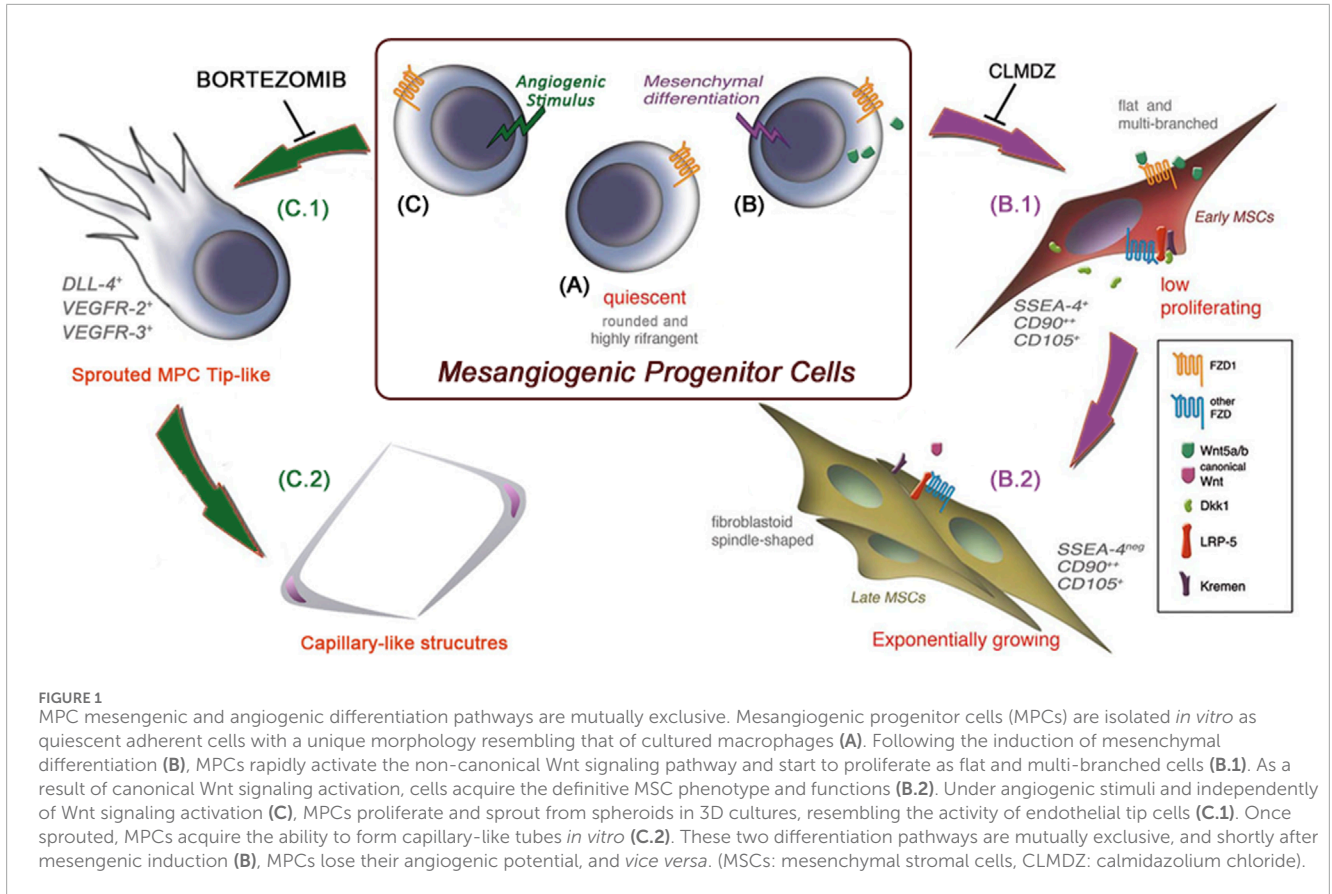 BORTEZOMIB
Angiogenic
Stimulus
Mesenchymal
differentiation
CLMDZ
flat and
multi-branched
(C)
(B)
(A)
quiescent
rounded and
highly rifrangent
Mesangiogenic Progenitor Cells
(C.1)
DLL-4⁺
VEGFR-2⁺
VEGFR-3⁺
Sprouted MPC Tip-like
(B.1)
Early MSCs
low
proliferating
SSEA-4⁺
CD90⁺⁺
CD105⁺
FZD1
other
FZD
Wnt5a/b
canonical
Wnt
Dkk1
LRP-5
Kremen
(C.2)
Capillary-like strucutres
(B.2)
fibroblastoid
spindle-shaped
SSEA-4ⁿᵉᵍ
CD90⁺⁺
CD105⁺
Late MSCs
Exponentially growing
FIGURE 1
MPC mesengenic and angiogenic differentiation pathways are mutually exclusive. Mesangiogenic progenitor cells (MPCs) are isolated in vitro as
quiescent adherent cells with a unique morphology resembling that of cultured macrophages (A). Following the induction of mesenchymal
differentiation (B), MPCs rapidly activate the non-canonical Wnt signaling pathway and start to proliferate as flat and multi-branched cells (B.1). As a
result of canonical Wnt signaling activation, cells acquire the definitive MSC phenotype and functions (B.2). Under angiogenic stimuli and independently
of Wnt signaling activation (C), MPCs proliferate and sprout from spheroids in 3D cultures, resembling the activity of endothelial tip cells (C.1). Once
sprouted, MPCs acquire the ability to form capillary-like tubes in vitro (C.2). These two differentiation pathways are mutually exclusive, and shortly after
mesengenic induction (B), MPCs lose their angiogenic potential, and vice versa. (MSCs: mesenchymal stromal cells, CLMDZ: calmidazolium chloride).